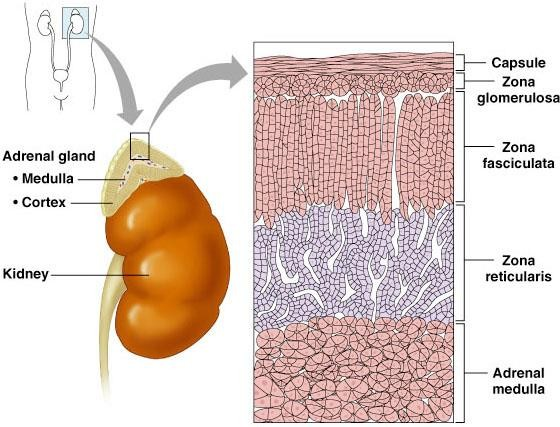 Adrenal gland
• Medulla
• Cortex
Kidney
Capsule
Zona
glomerulosa
Zona
fasciculata
Zona
reticularis
Adrenal
medulla